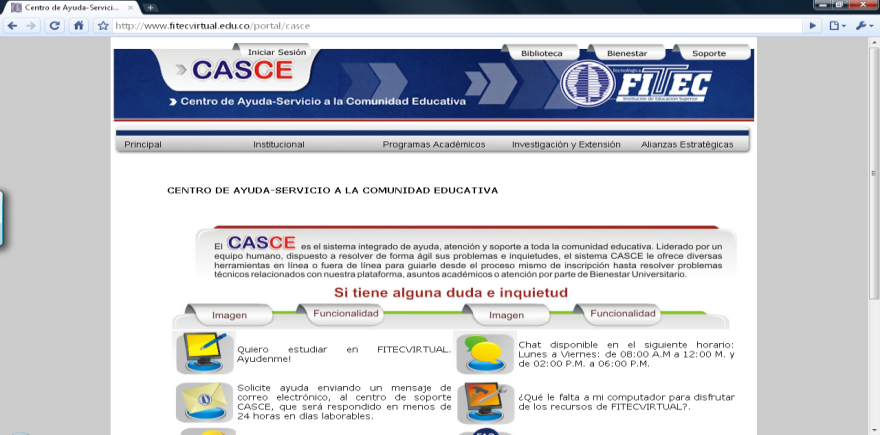 Centro de Ayuda-Servici...
http://www.fitecvirtual.edu.co/portal/casce
Iniciar Sesión
Biblioteca Bienestar Soporte
CASCE
Centro de Ayuda-Servicio a la Comunidad Educativa
FITEC
Institución de Educación Superior
Principal Institucional Programas Académicos Investigación y Extensión Alianzas Estratégicas
CENTRO DE AYUDA-SERVICIO A LA COMUNIDAD EDUCATIVA
El CASCE es el sistema integrado de ayuda, atención y soporte a toda la comunidad educativa. Liderado por un
equipo humano, dispuesto a resolver de forma ágil sus problemas e inquietudes, el sistema CASCE le ofrece diversas
herramientas en línea o fuera de línea para guiarle desde el proceso mismo de inscripción hasta resolver problemas
técnicos relacionados con nuestra plataforma, asuntos académicos o atención por parte de Bienestar Universitario.
Si tiene alguna duda e inquietud
Imagen Funcionalidad Imagen Funcionalidad
Quiero estudiar en FITECVIRTUAL.
Ayudenme!
Chat disponible en el siguiente horario:
Lunes a Viernes: de 08:00 A.M a 12:00 M. y
de 02:00 P.M. a 06:00 P.M.
Solicite ayuda enviando un mensaje de
correo electrónico, al centro de soporte
CASCE, que será respondido en menos de
24 horas en días laborables.
¿Qué le falta a mi computador para disfrutar
de los recursos de FITECVIRTUAL?.
FAQ